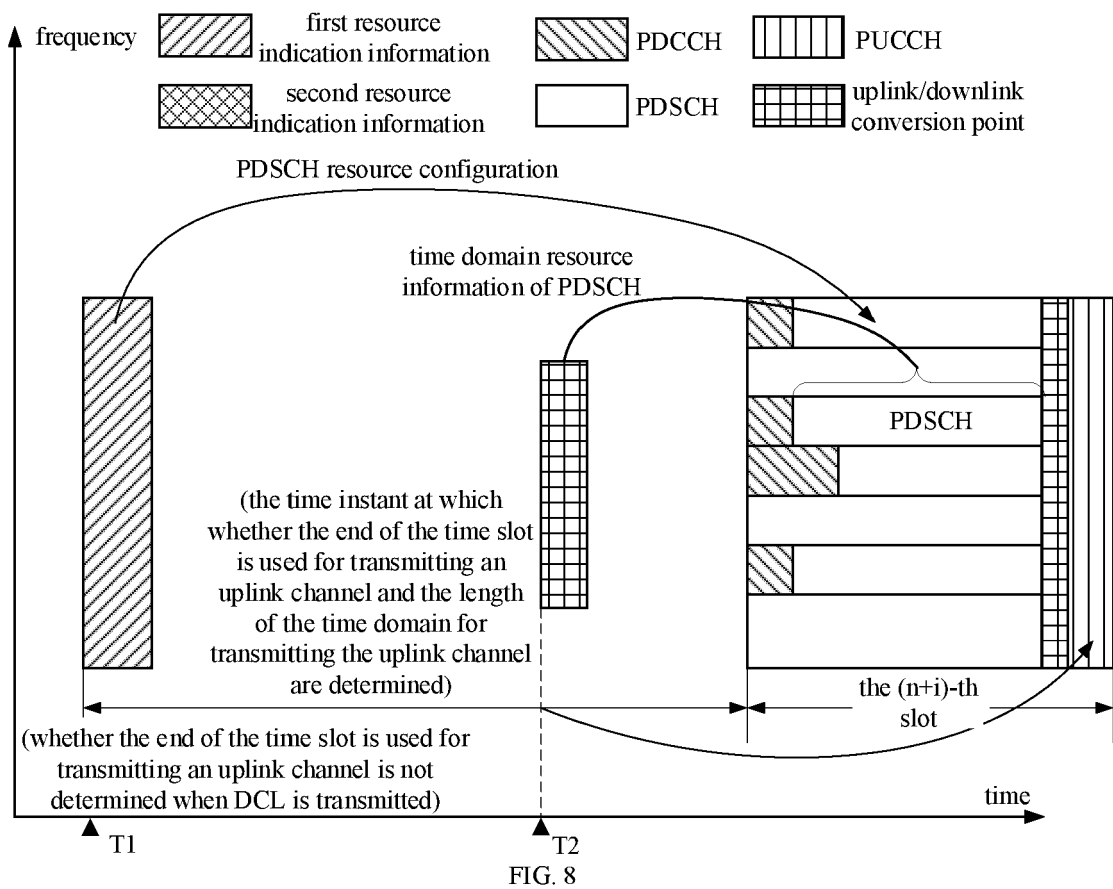 frequency
first resource
indication information
PDCCH
PUCCH
second resource
indication information
PDSCH
uplink/downlink
conversion point
PDSCH resource configuration
time domain resource
information of PDSCH
PDSCH
(the time instant at which
whether the end of the time slot
is used for transmitting an
uplink channel and the length
of the time domain for
transmitting the uplink channel
are determined)
the (n+i)-th
slot
(whether the end of the time slot is used for
transmitting an uplink channel is not
determined when DCL is transmitted)
time
T1
T2
FIG. 8